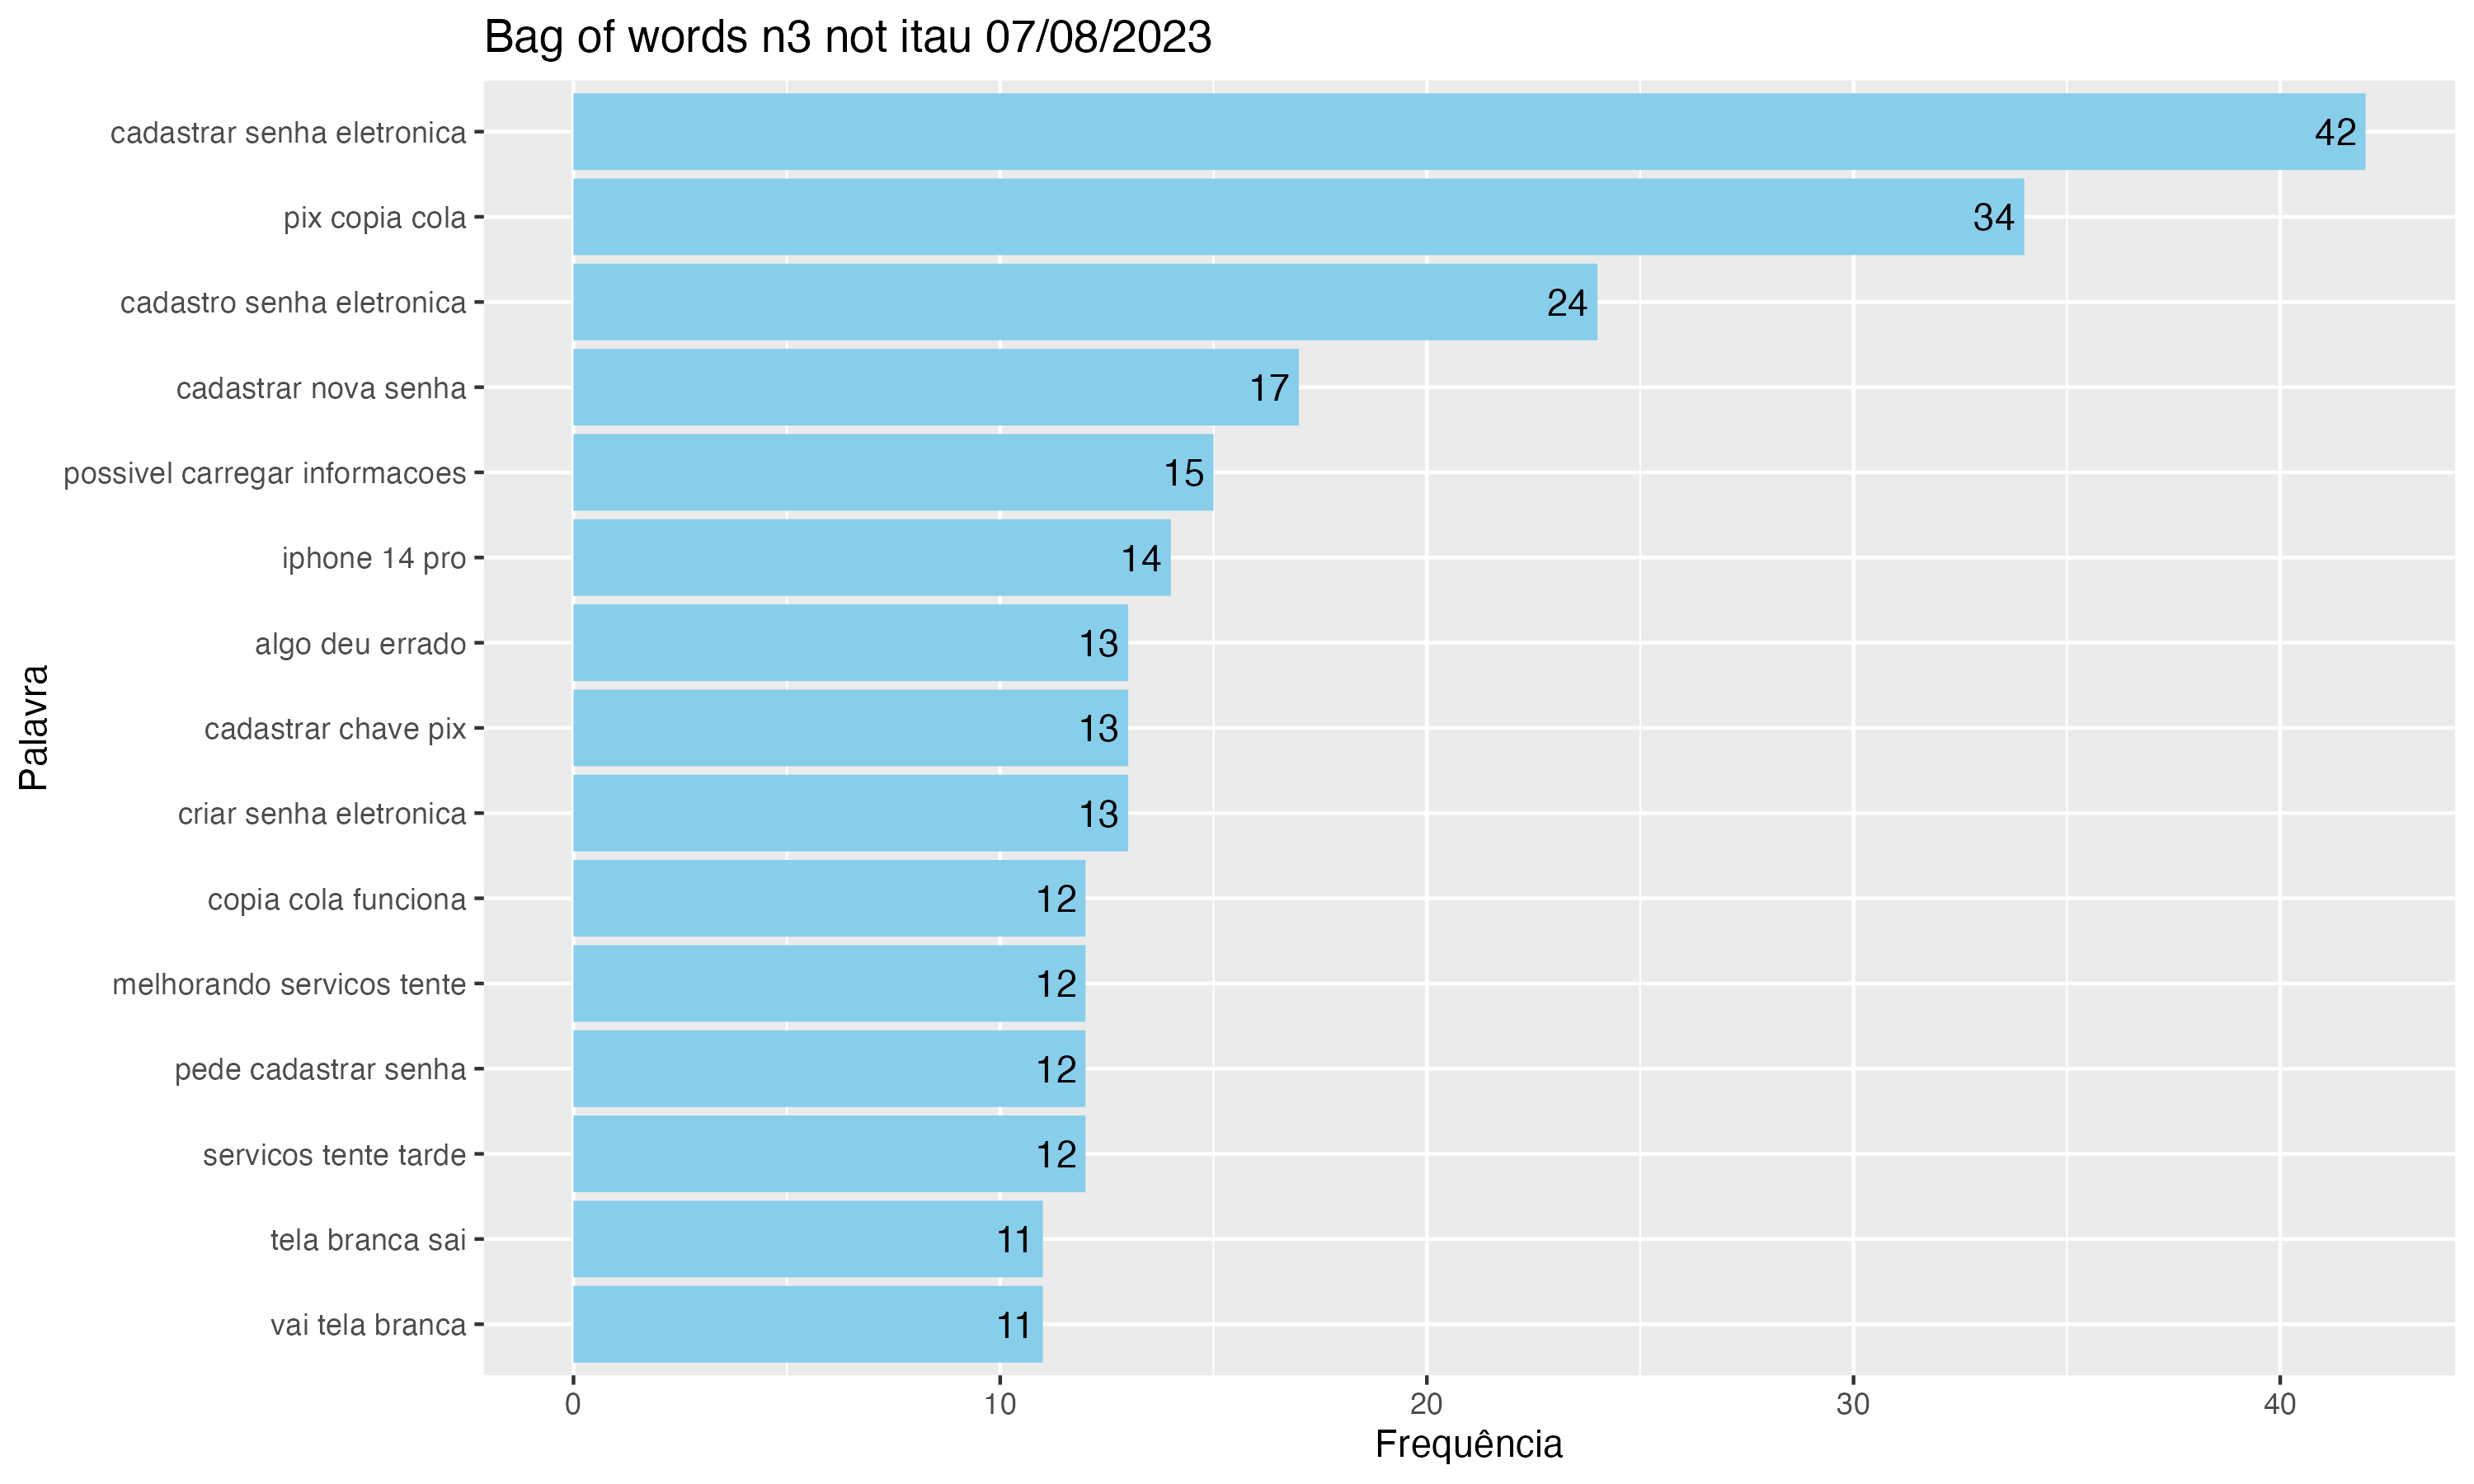 Bag of words n3 not itau 07/08/2023
cadastrar senha eletronica 42
pix copia cola 34
cadastro senha eletronica 24
cadastrar nova senha 17
possivel carregar informacoes 15
iphone 14 pro 14
algo deu errado 13
cadastrar chave pix 13
criar senha eletronica 13
copia cola funciona 12
melhorando servicos tente 12
pede cadastrar senha 12
servicos tente tarde 12
tela branca sai 11
vai tela branca 11
Palavra
0 10 20 30 40
Frequência